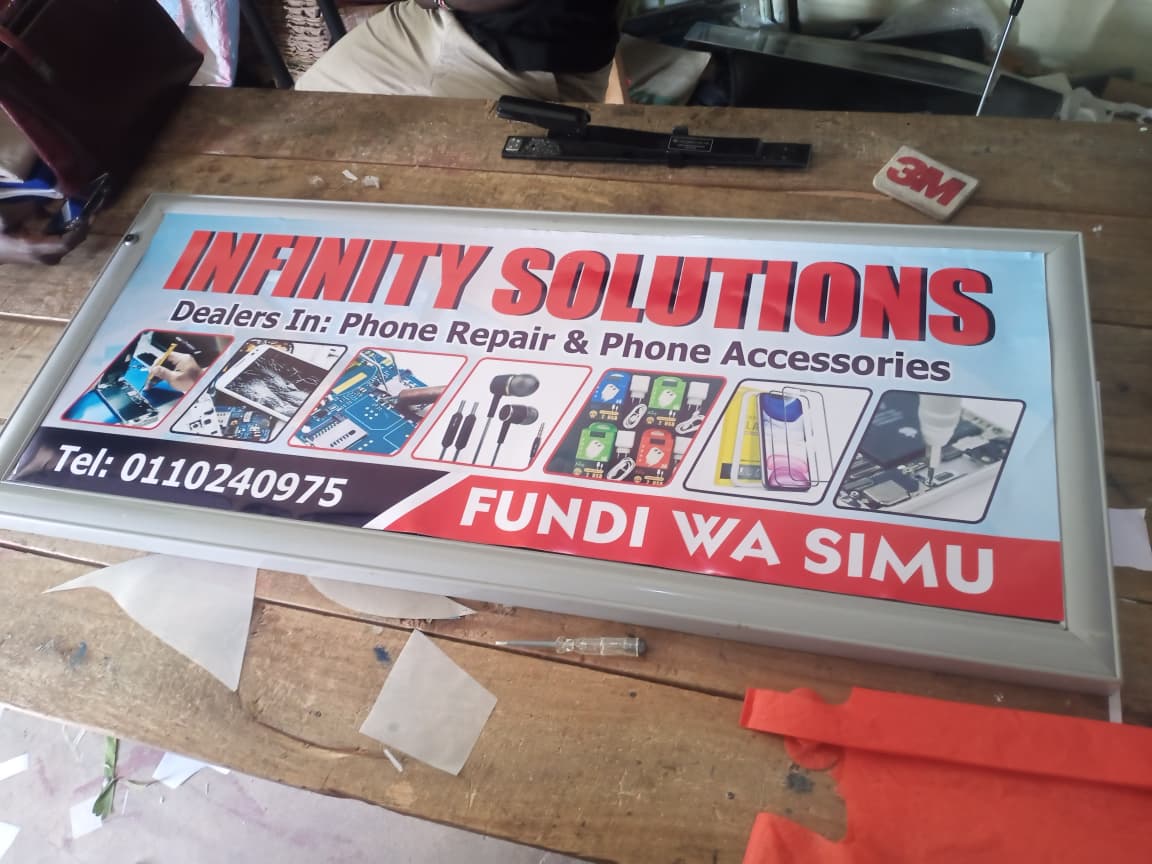 3M
INFINITY SOLUTIONS
Dealers In: Phone Repair & Phone Accessories
Tel: 0110240975
FUNDI WA SIMU